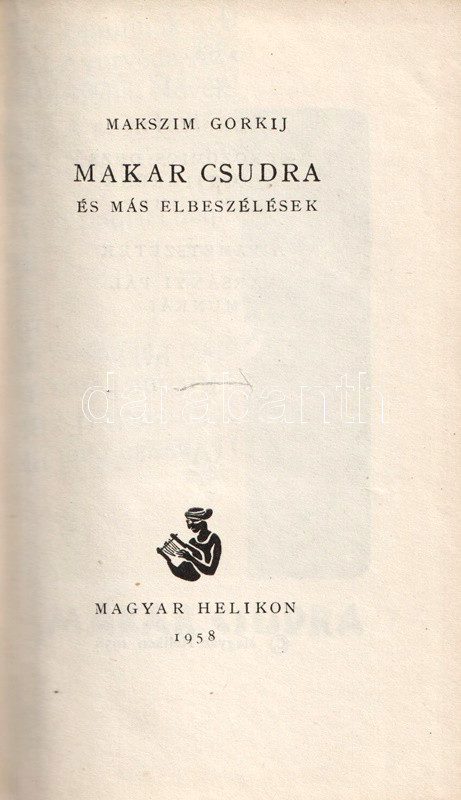 MAKSZIM GORKIJ
MAKAR CSUDRA
ÉS MÁS ELBESZÉLÉSEK
darabanth
MAGYAR HELIKON
1958